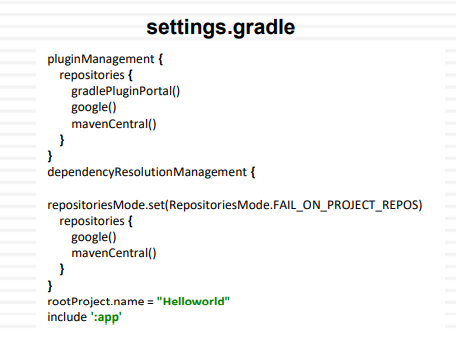 settings.gradle
pluginManagement {
repositories {
gradlePluginPortal()
google()
mavenCentral()
}
}
dependencyResolutionManagement {
repositoriesMode.set(RepositoriesMode.FAIL_ON_PROJECT_REPOS)
repositories {
google()
mavenCentral()
}
}
rootProject.name = "Helloworld"
include ':app'